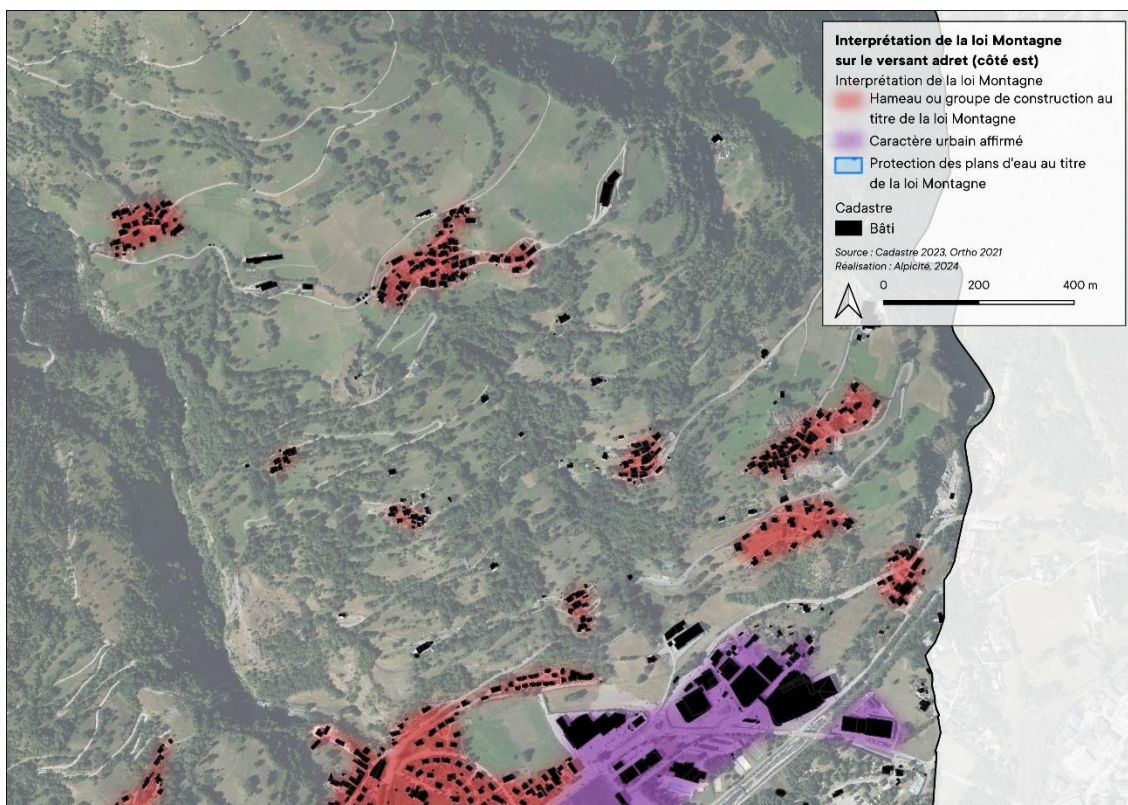 Interprétation de la loi Montagne
sur le versant adret (côté est)
Interprétation de la loi Montagne
Hameau ou groupe de construction au
titre de la loi Montagne
Caractère urbain affirmé
Protection des plans d'eau au titre
de la loi Montagne
Cadastre
Bâti
Source : Cadastre 2023, Ortho 2021
Réalisation : Alpicité, 2024
0 200 400 m